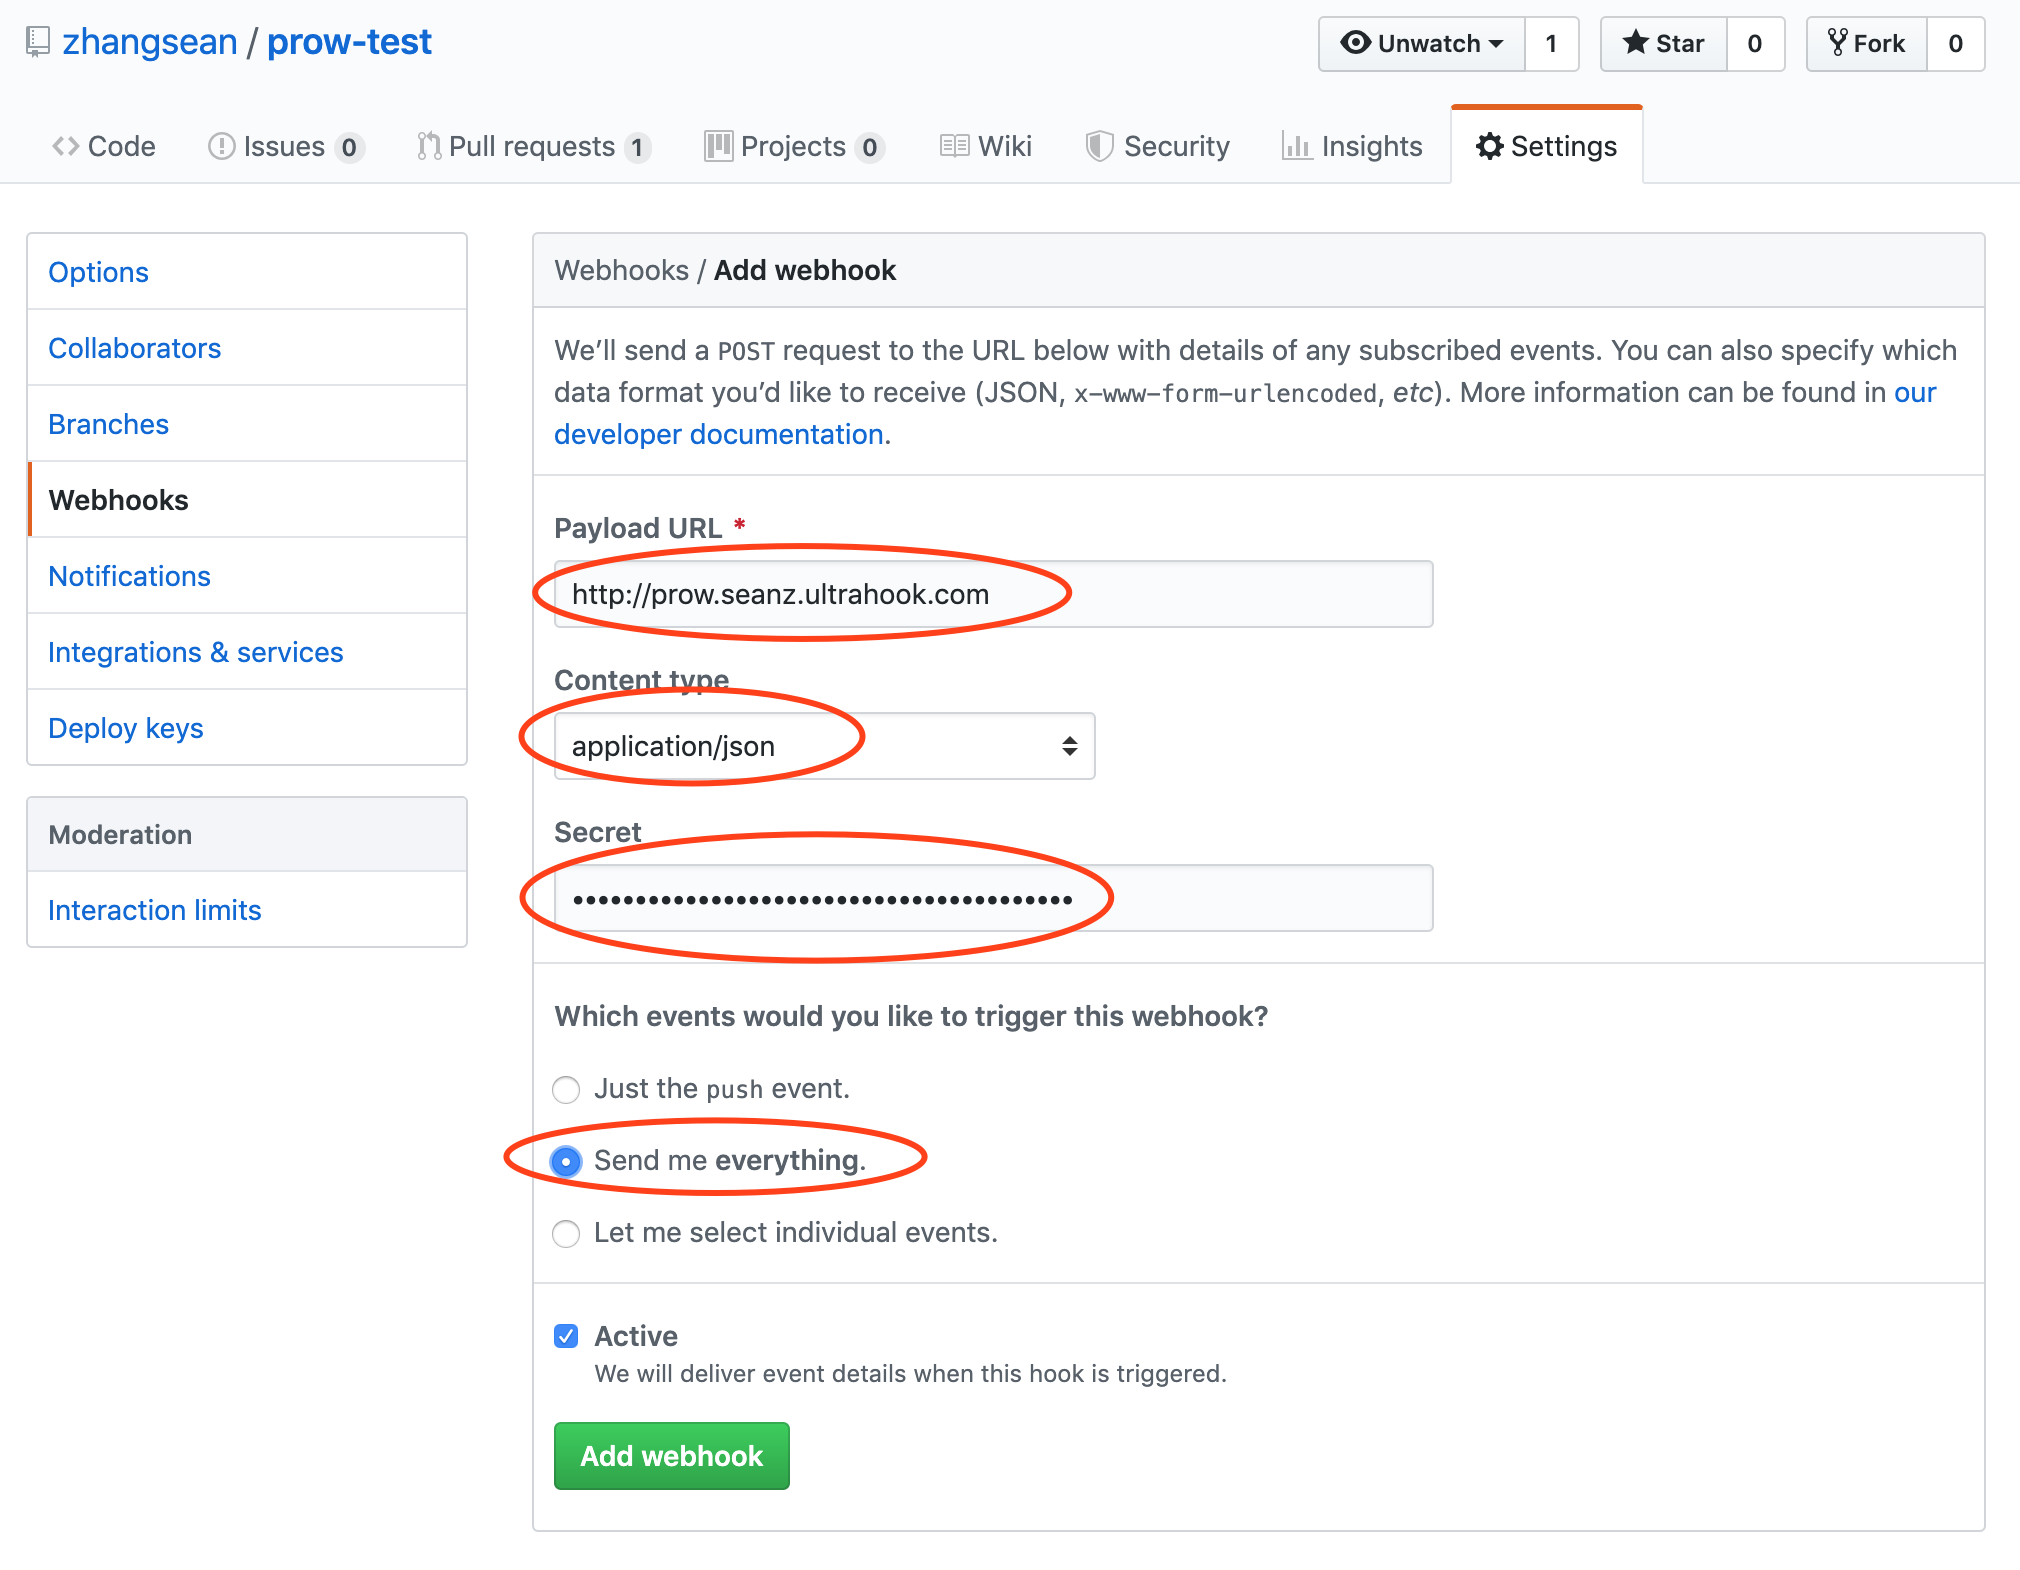 zhangsean / prow-test
Unwatch 1 Star 0 Fork 0
Code Issues 0 Pull requests 1 Projects 0 Wiki Security Insights Settings
Options
Collaborators
Branches
Webhooks
Notifications
Integrations & services
Deploy keys
Moderation
Interaction limits
Webhooks / Add webhook
We’ll send a POST request to the URL below with details of any subscribed events. You can also specify which
data format you’d like to receive (JSON, x-www-form-urlencoded, etc). More information can be found in our
developer documentation.
Payload URL *
http://prow.seanz.ultrahook.com
Content type
application/json
Secret
••••••••••••••••••••••••••••••••••••••••
Which events would you like to trigger this webhook?
Just the push event.
Send me everything.
Let me select individual events.
Active
We will deliver event details when this hook is triggered.
Add webhook